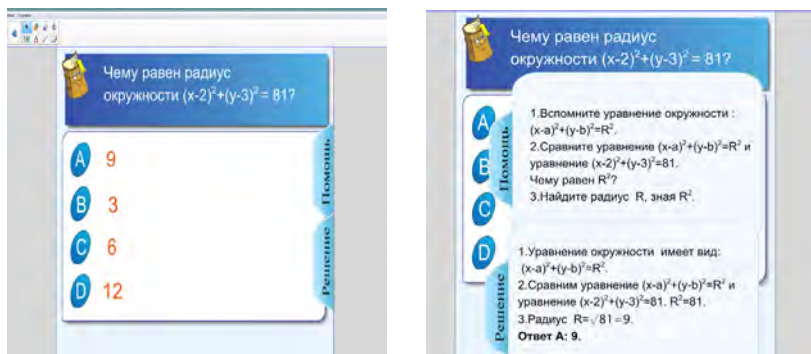 Чему равен радиус
окружности (x-2)²+(y-3)² = 81?
A 9
B 3
C 6
D 12
Помощь
Решение
Чему равен радиус
окружности (x-2)²+(y-3)² = 81?
A
B
C
D
Помощь
1.Вспомните уравнение окружности :
(x-a)²+(y-b)²=R².
2.Сравните уравнение (x-a)²+(y-b)²=R² и
уравнение (x-2)²+(y-3)²=81.
Чему равен R²?
3.Найдите радиус R, зная R².
Решение
1.Уравнение окружности имеет вид:
(x-a)²+(y-b)²=R².
2.Сравним уравнение (x-a)²+(y-b)²=R² и
уравнение (x-2)²+(y-3)²=81. R²=81.
3.Радиус R=√81=9.
Ответ A: 9.